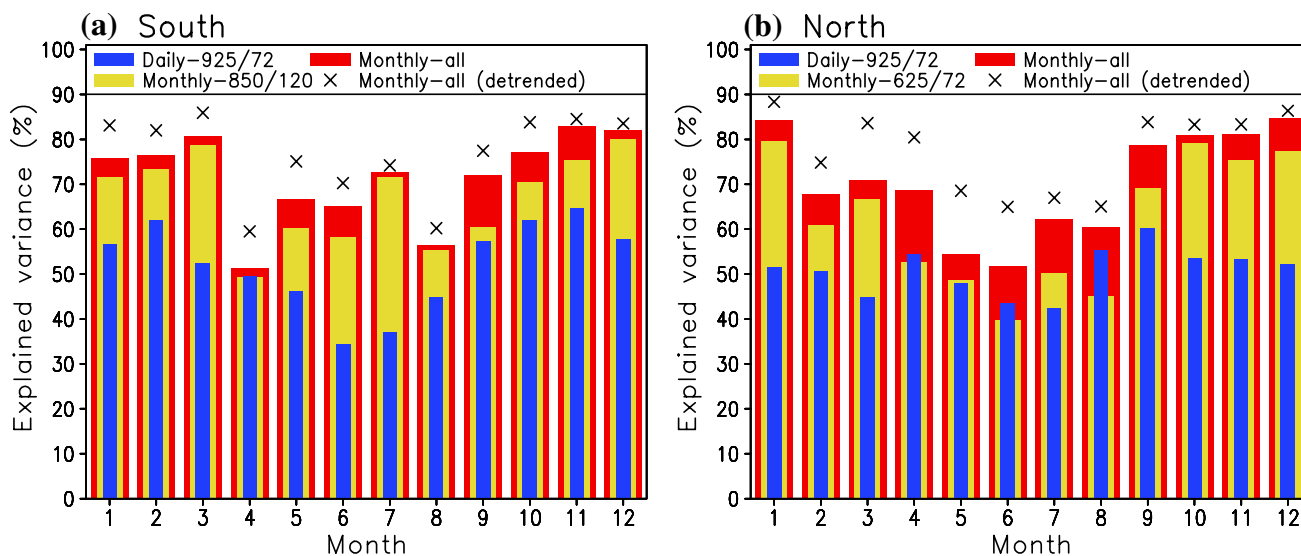 (a) South
Daily-925/72 Monthly-all
Monthly-850/120 × Monthly-all (detrended)
Explained variance (%)
100
90
80
70
60
50
40
30
20
10
0
1 2 3 4 5 6 7 8 9 10 11 12
Month
(b) North
Daily-925/72 Monthly-all
Monthly-625/72 × Monthly-all (detrended)
Explained variance (%)
100
90
80
70
60
50
40
30
20
10
0
1 2 3 4 5 6 7 8 9 10 11 12
Month